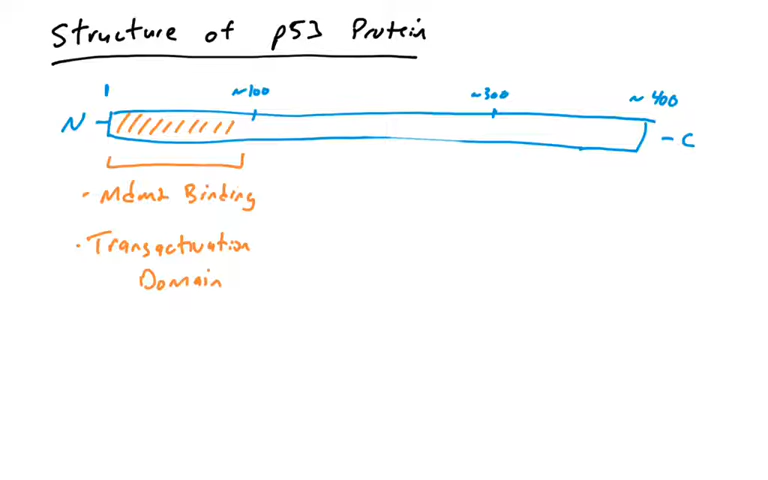 Structure of p53 Protein
1 ~100 ~300 ~400
N - - C
- Mdm2 Binding
- Transactivation
Domain